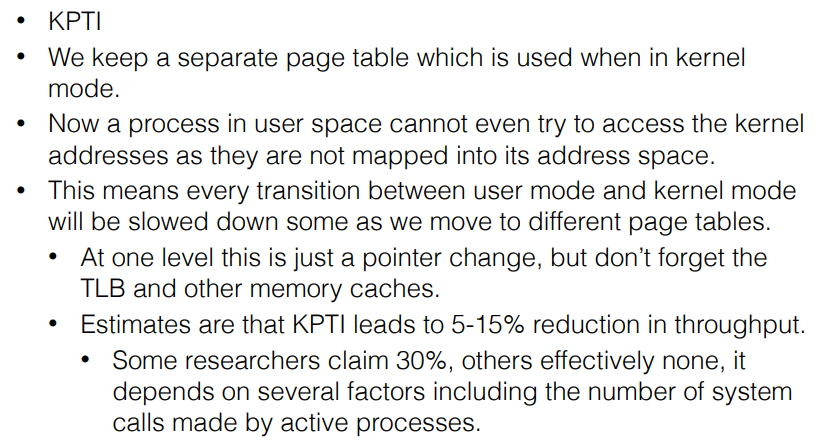 • KPTI
• We keep a separate page table which is used when in kernel
mode.
• Now a process in user space cannot even try to access the kernel
addresses as they are not mapped into its address space.
• This means every transition between user mode and kernel mode
will be slowed down some as we move to different page tables.
• At one level this is just a pointer change, but don’t forget the
TLB and other memory caches.
• Estimates are that KPTI leads to 5-15% reduction in throughput.
• Some researchers claim 30%, others effectively none, it
depends on several factors including the number of system
calls made by active processes.